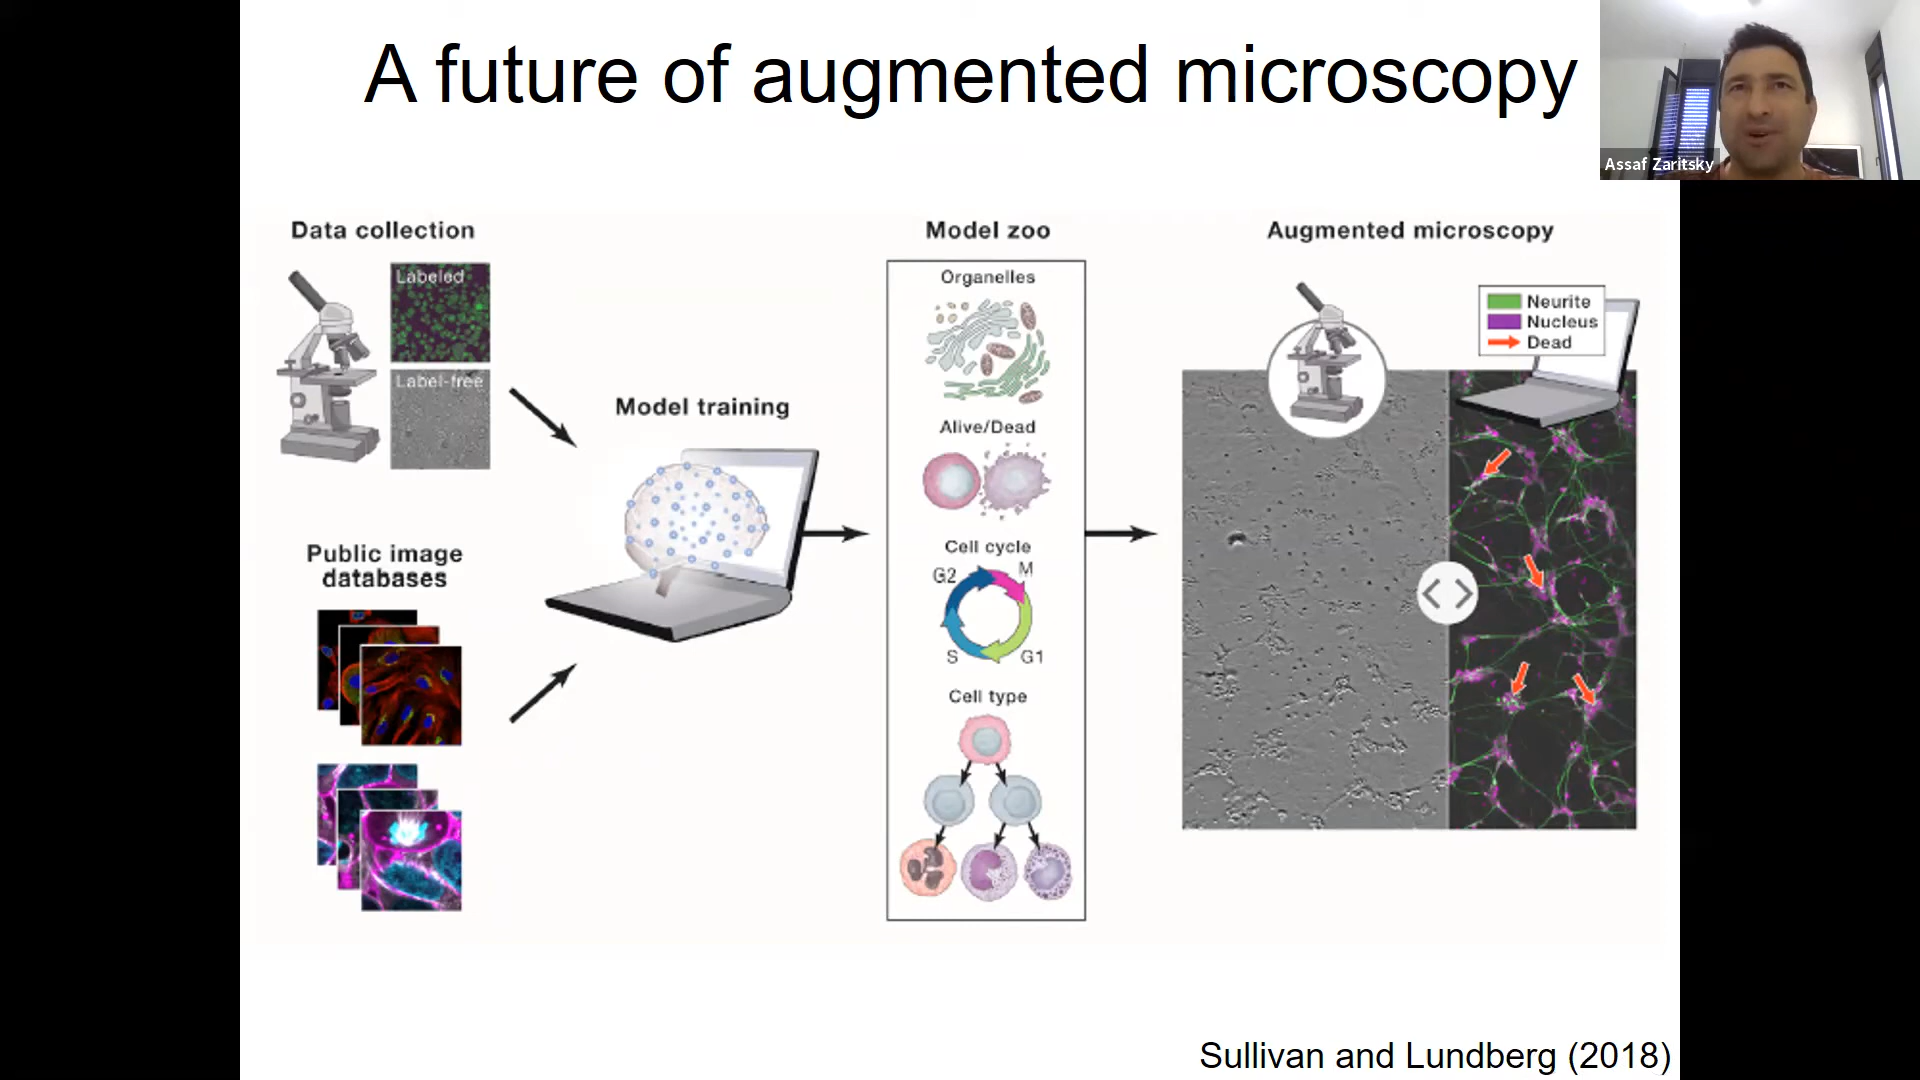 A future of augmented microscopy
Assaf Zaritsky
Data collection
Labeled
Label-free
Public image
databases
Model training
Model zoo
Organelles
Alive/Dead
Cell cycle
G2
M
S
G1
Cell type
Augmented microscopy
Neurite
Nucleus
Dead
Sullivan and Lundberg (2018)